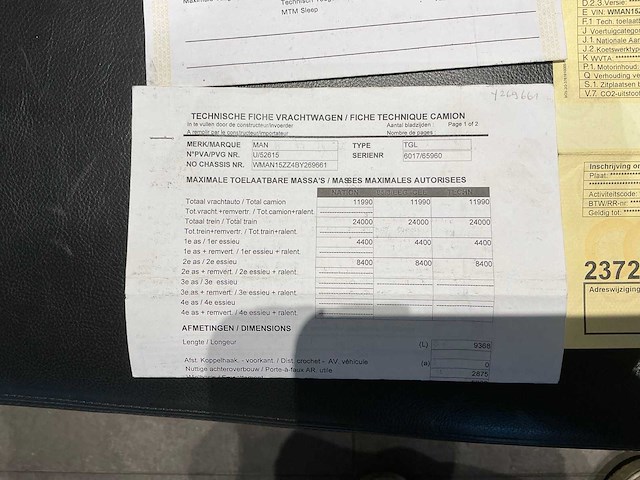 MTM Sleep
Y269661
TECHNISCHE FICHE VRACHTWAGEN / FICHE TECHNIQUE CAMION
In te vullen door de constructeur/invoerder
A remplir par le constructeur/importateur
Aantal bladzijden : Page 1 of 2
Nombre de pages :
MERK/MARQUE MAN TYPE TGL
N°PVA/PVG NR. U/52615 SERIENR 6017/65960
NO CHASSIS NR. WMAN15ZZ4BY269661
MAXIMALE TOELAATBARE MASSA'S / MASSES MAXIMALES AUTORISEES
Totaal vrachtauto / Total camion 11990 11990 11990
Tot.vracht.+remvertr. / Tot.camion+ralent.
Totaal trein / Total train 24000 24000 24000
Tot.trein+remvertr. / Tot.train+ralent.
1e as / 1er essieu 4400 4400 4400
1e as + remvert. / 1er essieu + ralent.
2e as / 2e essieu 8400 8400 8400
2e as + remvert. / 2e essieu + ralent.
3e as / 3e essieu
3e as + remvert. / 3e essieu + ralent.
4e as / 4e essieu
4e as + remvert. / 4e essieu + ralent.
AFMETINGEN / DIMENSIONS
Lengte / Longeur (L) 9368
Afst. Koppelhaak. - voorkant. / Dist. crochet - AV. véhicule (a) 0
Nuttige achteroverbouw / Porte-à-faux AR. utile 2875
D.2.3.Versie:
E VIN: WMAN15Z
F.1 Tech. toelaatb
J Voertuigcategor
J.1. Nationale Aar
J.2. Koetswerktyp
K WVTA:
P.1. Motorinhoud:
Q Verhouding ve
S.1. Zitplaatsen b
V.7. CO2-uitstoot
Inschrijving or
Plaat:
Activiteitscode:
BTW/RR-nr:
Geldig tot:
2372
Adreswijziging